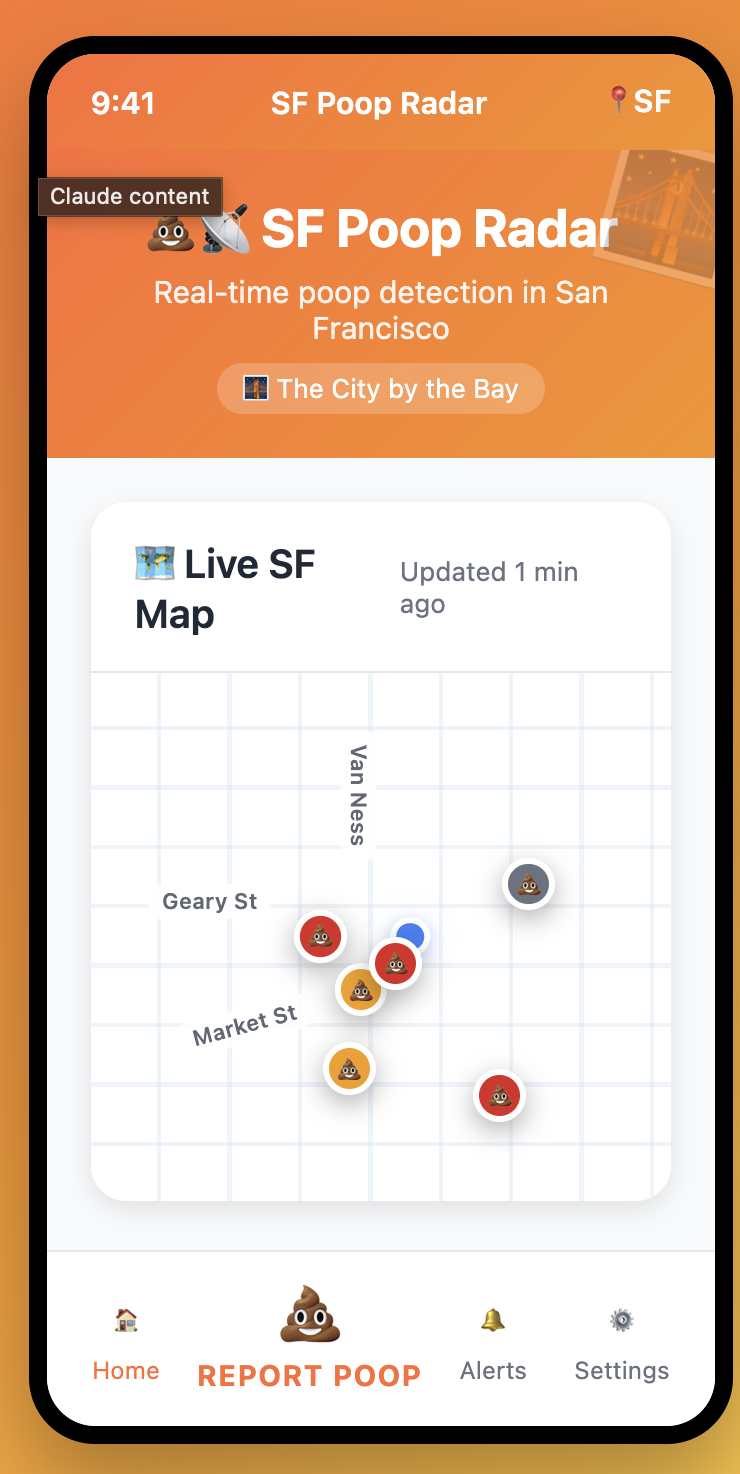 9:41
SF Poop Radar
SF
Claude content
SF Poop Radar
Real-time poop detection in San
Francisco
The City by the Bay
Live SF
Map
Updated 1 min
ago
Van Ness
Geary St
Market St
Home
REPORT POOP
Alerts
Settings